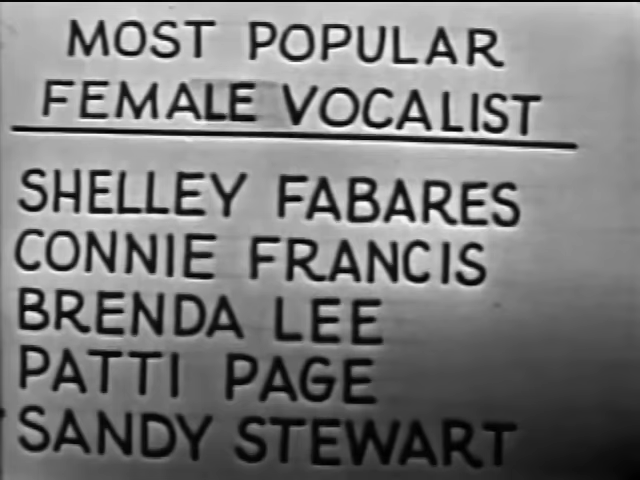 MOST POPULAR
FEMALE VOCALIST
SHELLEY FABARES
CONNIE FRANCIS
BRENDA LEE
PATTI PAGE
SANDY STEWART